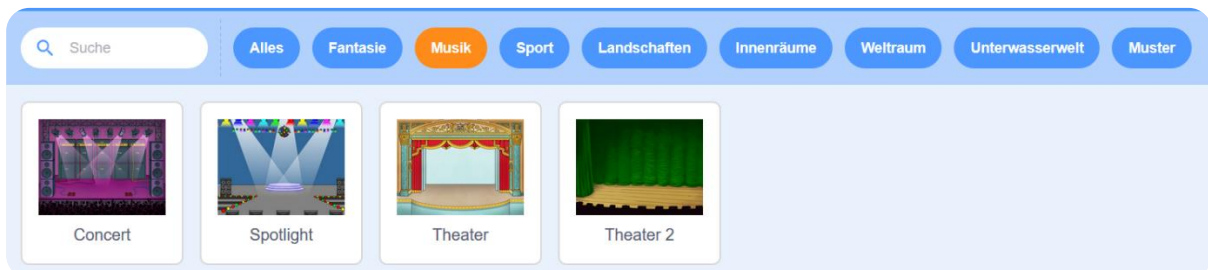 Suche Alles Fantasie Musik Sport Landschaften Innenräume Weltraum Unterwasserwelt Muster
Concert Spotlight Theater Theater 2